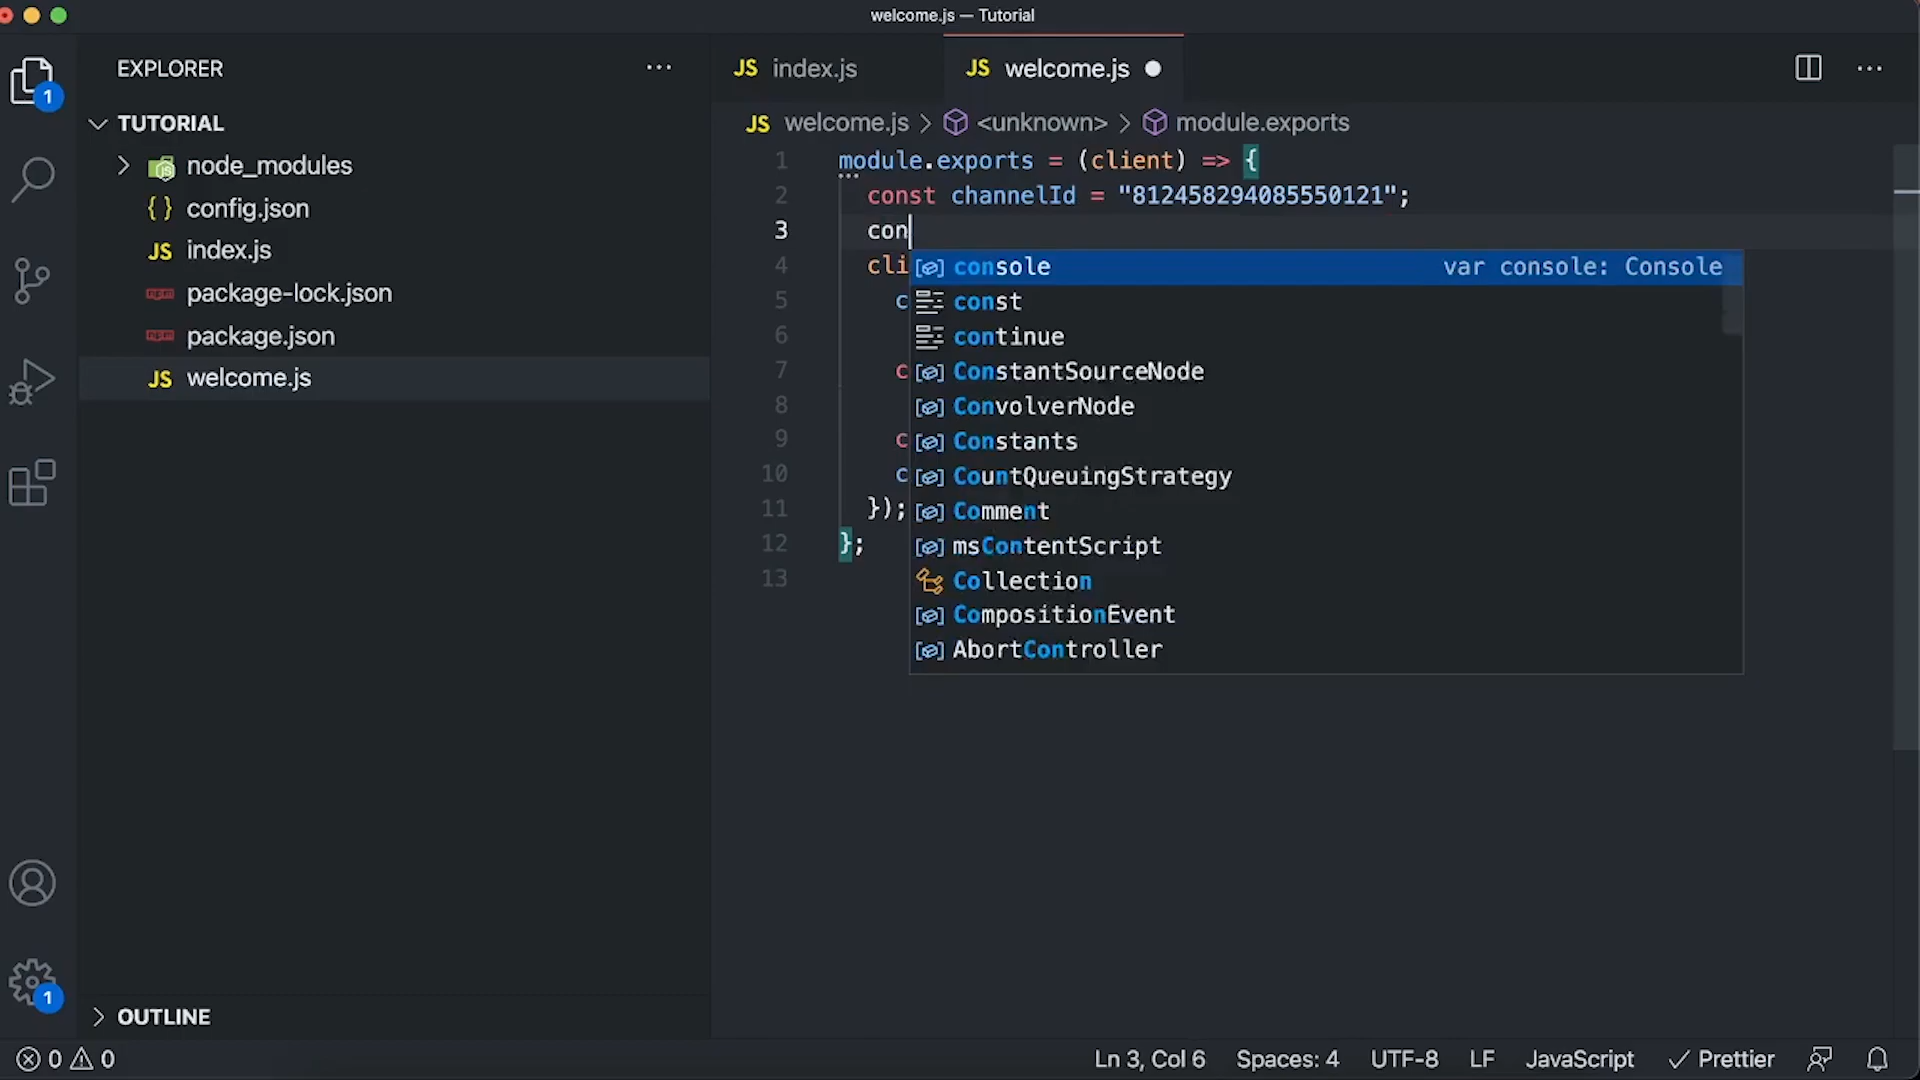 welcome.js — Tutorial
EXPLORER
JS index.js
JS welcome.js
1
TUTORIAL
JS welcome.js > <unknown> > module.exports
node_modules
{ } config.json
JS index.js
npm package-lock.json
npm package.json
JS welcome.js
1 module.exports = (client) => {
2 const channelId = "812458294085550121";
3 con
4 cli
5 c
6
7 c
8
9 c
10 c
11 });
12 };
13
console var console: Console
const
continue
ConstantSourceNode
ConvolverNode
Constants
CountQueuingStrategy
Comment
msContentScript
Collection
CompositionEvent
AbortController
1
OUTLINE
0 0
Ln 3, Col 6 Spaces: 4 UTF-8 LF JavaScript Prettier